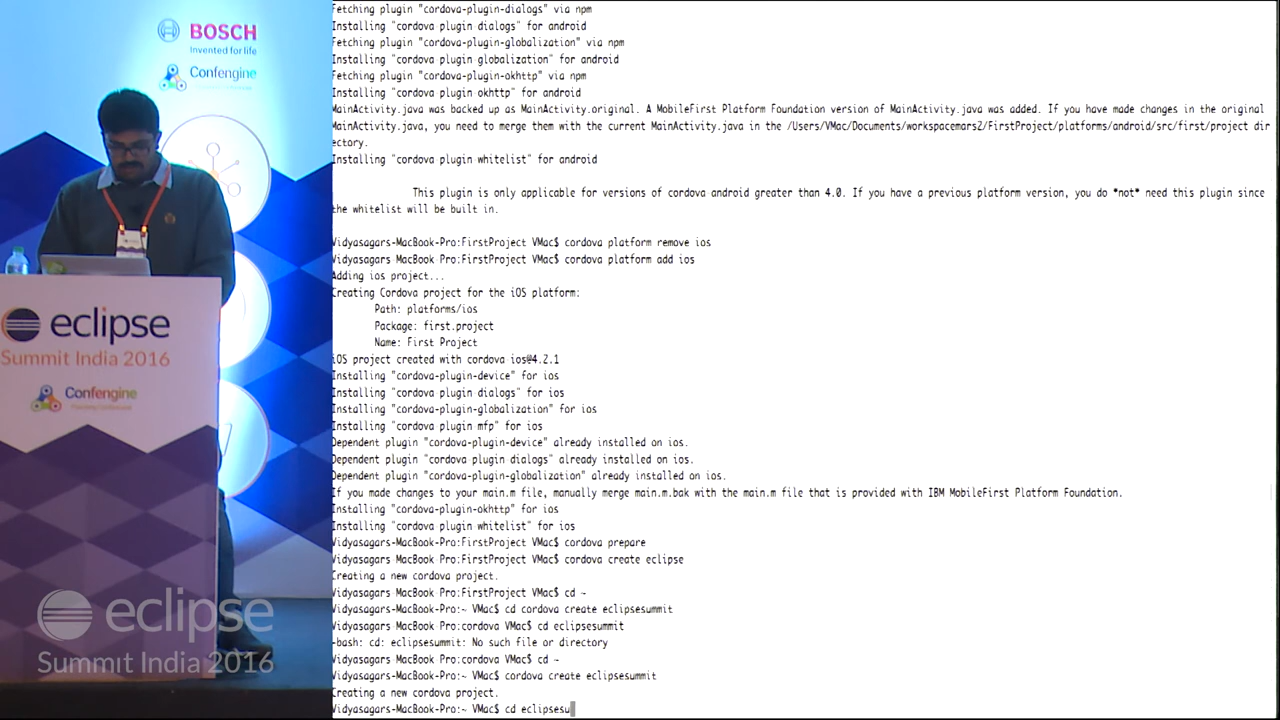 BOSCH
Invented for life
Confengine
eclipse
Summit India 2016
Confengine
eclipse
Summit India 2016
Fetching plugin "cordova-plugin-dialogs" via npm
Installing "cordova plugin dialogs" for android
Fetching plugin "cordova-plugin-globalization" via npm
Installing "cordova plugin globalization" for android
Fetching plugin "cordova-plugin-okhttp" via npm
Installing "cordova plugin okhttp" for android
MainActivity.java was backed up as MainActivity.original. A MobileFirst Platform Foundation version of MainActivity.java was added. If you have made changes in the original
MainActivity.java, you need to merge them with the current MainActivity.java in the /Users/VMac/Documents/workspacemars2/FirstProject/platforms/android/src/first/project dir
ectory.
Installing "cordova plugin whitelist" for android
This plugin is only applicable for versions of cordova android greater than 4.0. If you have a previous platform version, you do *not* need this plugin since
the whitelist will be built in.
Vidyasagars-MacBook-Pro:FirstProject VMac$ cordova platform remove ios
Vidyasagars-MacBook-Pro:FirstProject VMac$ cordova platform add ios
Adding ios project...
Creating Cordova project for the iOS platform:
Path: platforms/ios
Package: first.project
Name: First Project
iOS project created with cordova ios@4.2.1
Installing "cordova-plugin-device" for ios
Installing "cordova plugin dialogs" for ios
Installing "cordova-plugin-globalization" for ios
Installing "cordova plugin mfp" for ios
Dependent plugin "cordova-plugin-device" already installed on ios.
Dependent plugin "cordova plugin dialogs" already installed on ios.
Dependent plugin "cordova-plugin-globalization" already installed on ios.
If you made changes to your main.m file, manually merge main.m.bak with the main.m file that is provided with IBM MobileFirst Platform Foundation.
Installing "cordova-plugin-okhttp" for ios
Installing "cordova plugin whitelist" for ios
Vidyasagars MacBook Pro:FirstProject VMac$ cordova prepare
Vidyasagars-MacBook-Pro:FirstProject VMac$ cordova create eclipse
Creating a new cordova project.
Vidyasagars MacBook Pro:FirstProject VMac$ cd ~
Vidyasagars-MacBook-Pro:~ VMac$ cd cordova create eclipsesummit
Vidyasagars MacBook Pro:cordova VMac$ cd eclipsesummit
-bash: cd: eclipsesummit: No such file or directory
Vidyasagars MacBook Pro:cordova VMac$ cd ~
Vidyasagars-MacBook-Pro:~ VMac$ cordova create eclipsesummit
Creating a new cordova project.
Vidyasagars-MacBook-Pro:~ VMac$ cd eclipsesu